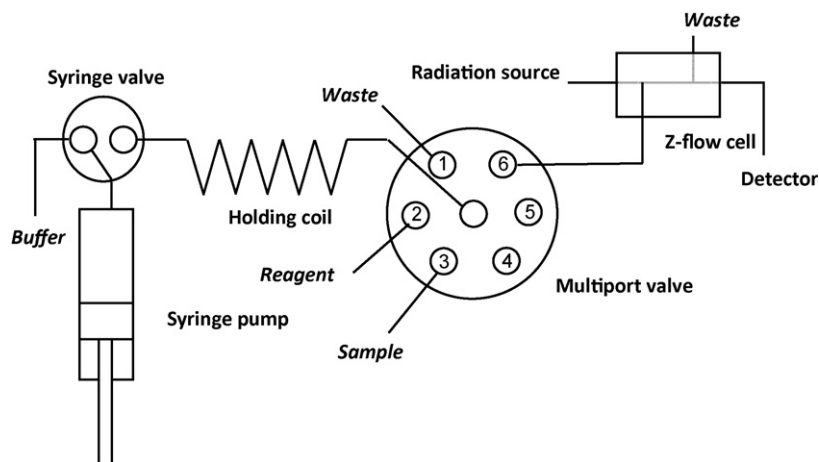 Waste
Syringe valve
Radiation source
Waste
Z-flow cell
Detector
1
6
Holding coil
2
5
Buffer
Reagent
3
4
Multiport valve
Syringe pump
Sample